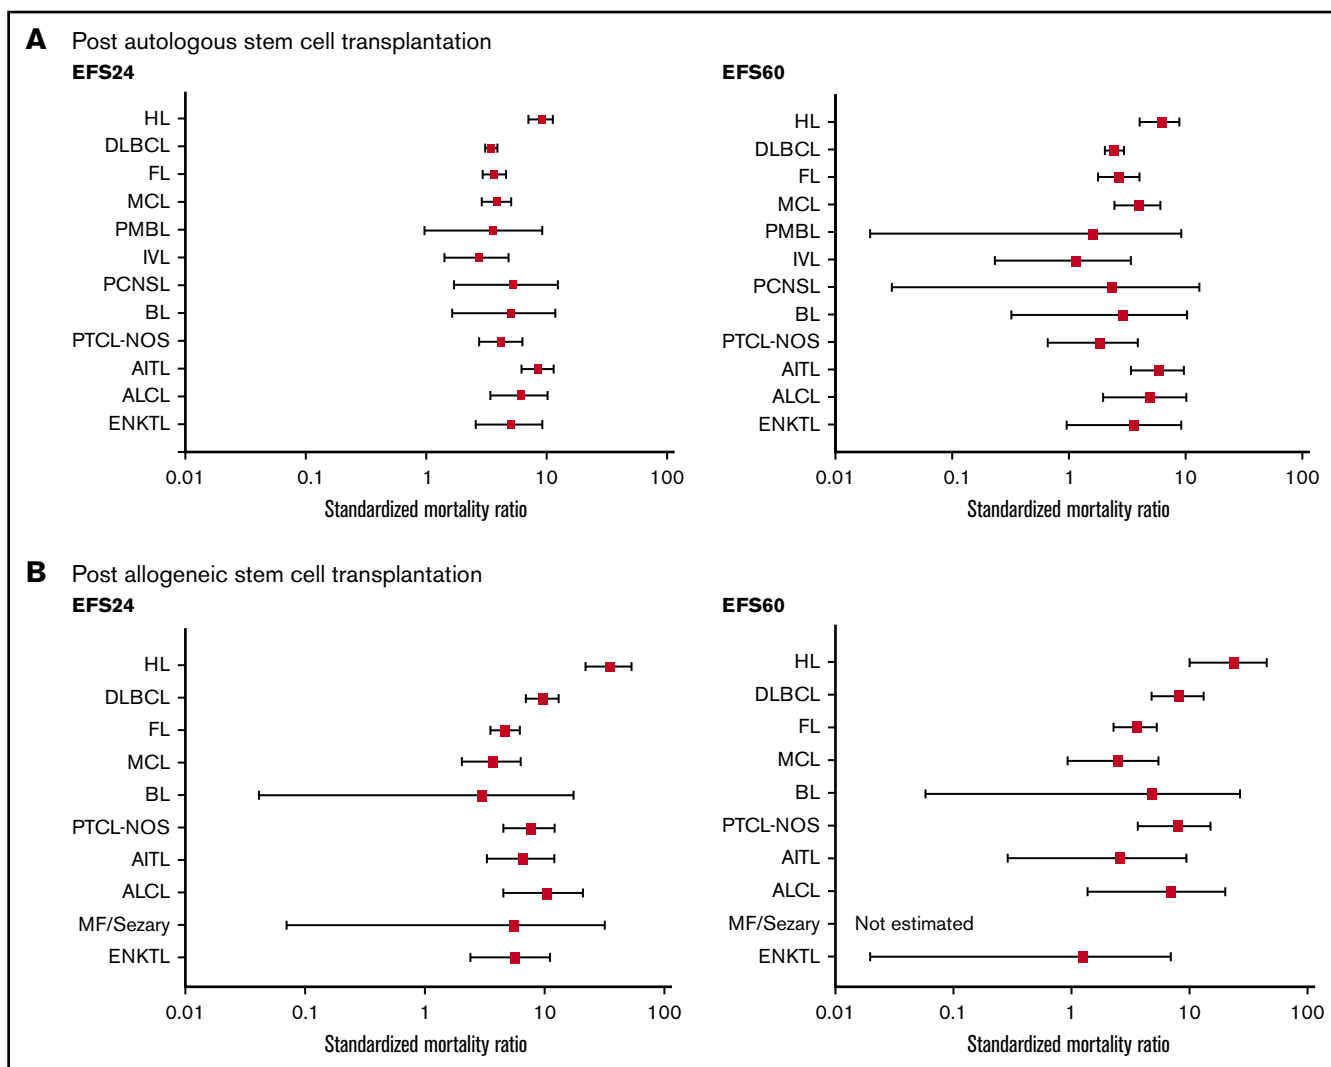 A Post autologous stem cell transplantation
EFS24
HL
DLBCL
FL
MCL
PMBL
IVL
PCNSL
BL
PTCL-NOS
AITL
ALCL
ENKTL
0.01 0.1 1 10 100
Standardized mortality ratio
EFS60
HL
DLBCL
FL
MCL
PMBL
IVL
PCNSL
BL
PTCL-NOS
AITL
ALCL
ENKTL
0.01 0.1 1 10 100
Standardized mortality ratio
B Post allogeneic stem cell transplantation
EFS24
HL
DLBCL
FL
MCL
BL
PTCL-NOS
AITL
ALCL
MF/Sezary
ENKTL
0.01 0.1 1 10 100
Standardized mortality ratio
EFS60
HL
DLBCL
FL
MCL
BL
PTCL-NOS
AITL
ALCL
MF/Sezary Not estimated
ENKTL
0.01 0.1 1 10 100
Standardized mortality ratio